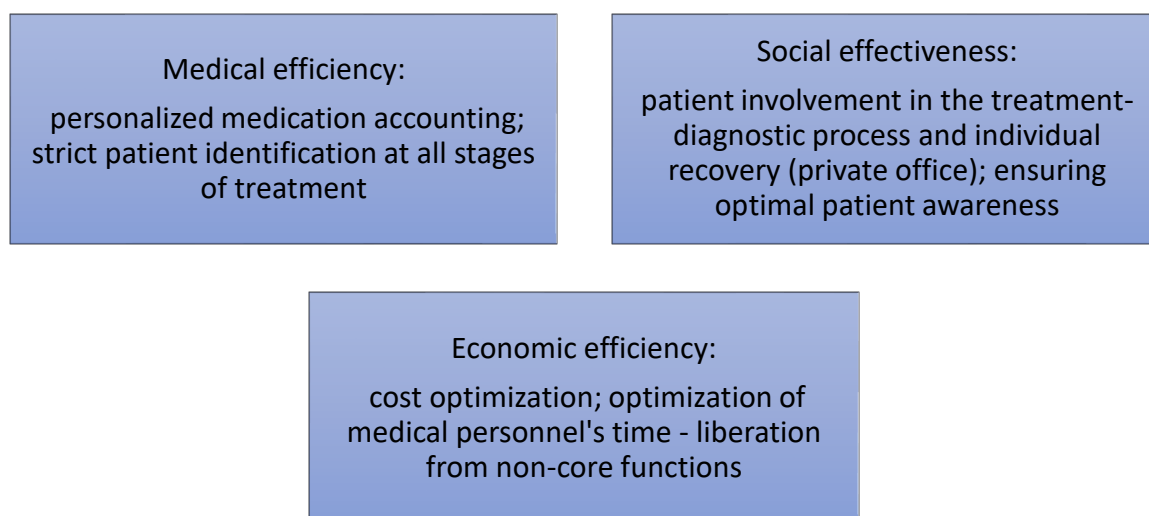 Medical efficiency:
personalized medication accounting;
strict patient identification at all stages
of treatment
Social effectiveness:
patient involvement in the treatment-
diagnostic process and individual
recovery (private office); ensuring
optimal patient awareness
Economic efficiency:
cost optimization; optimization of
medical personnel's time - liberation
from non-core functions